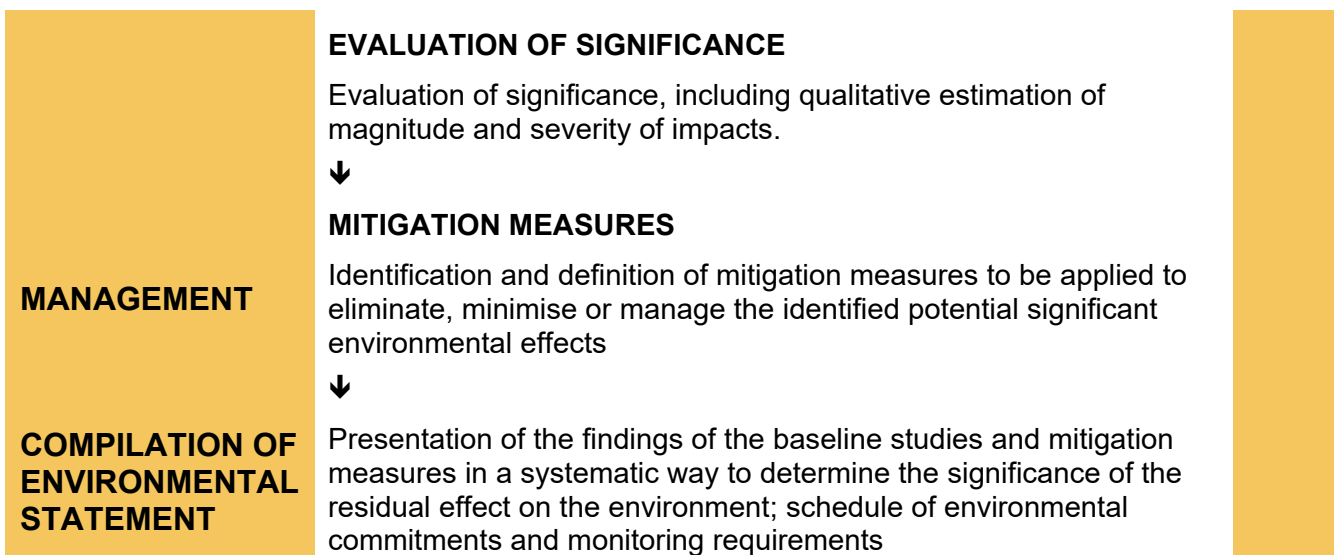 EVALUATION OF SIGNIFICANCE
Evaluation of significance, including qualitative estimation of
magnitude and severity of impacts.
🡻
MITIGATION MEASURES
MANAGEMENT
Identification and definition of mitigation measures to be applied to
eliminate, minimise or manage the identified potential significant
environmental effects
🡻
COMPILATION OF
ENVIRONMENTAL
STATEMENT
Presentation of the findings of the baseline studies and mitigation
measures in a systematic way to determine the significance of the
residual effect on the environment; schedule of environmental
commitments and monitoring requirements